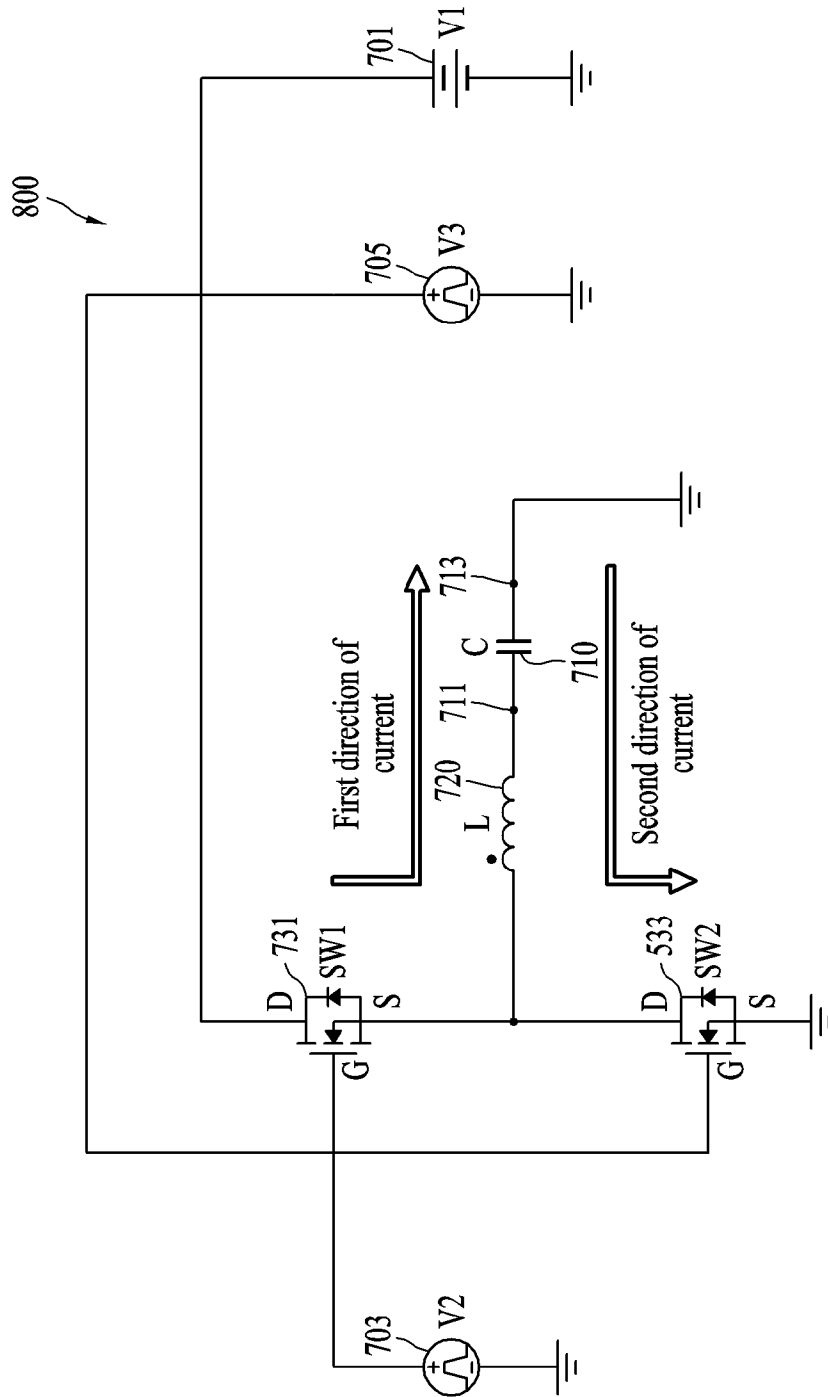 800
701
V1
705
V3
First direction of
current
731
D
SW1
S
G
L
720
711
C
710
713
Second direction of
current
533
D
SW2
S
G
703
V2
+
-
+
-